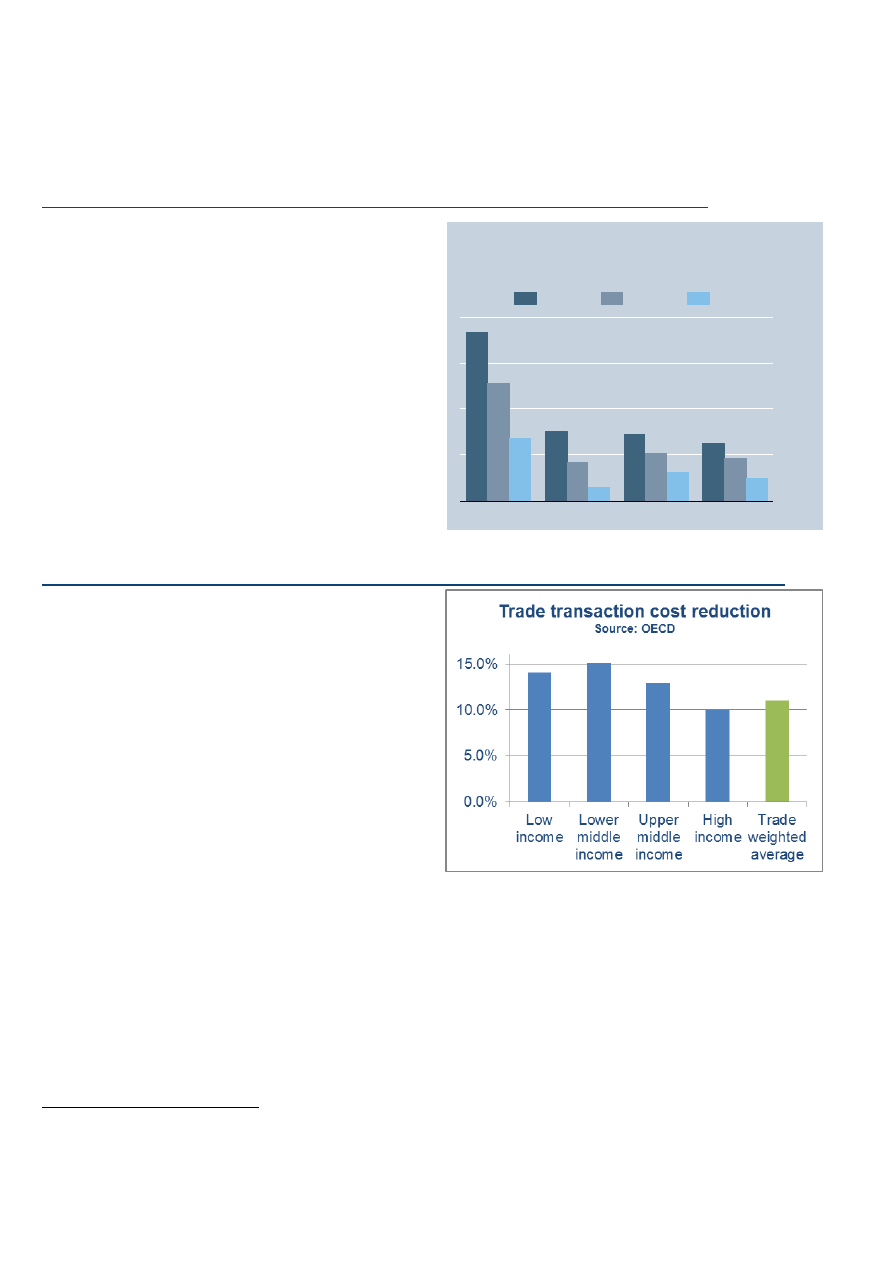 Trade transaction cost reduction
Source: OECD
15.0%
10.0%
5.0%
0.0%
Low income
Lower middle income
Upper middle income
High income
Trade weighted average